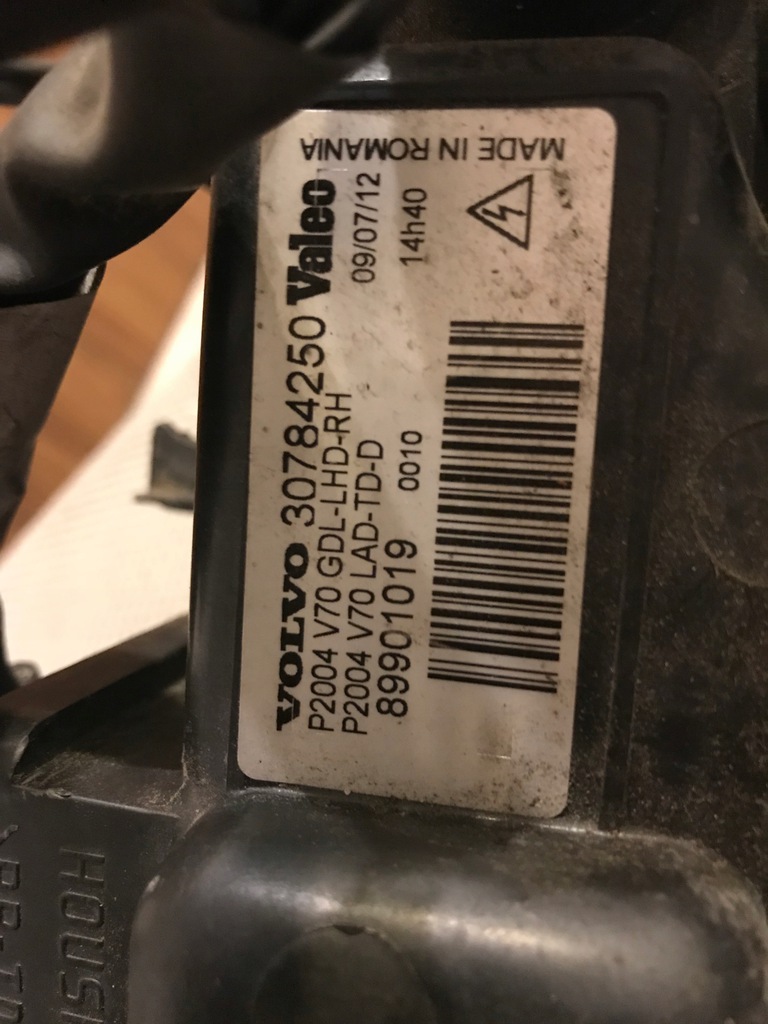 VOLVO 30784250 Valeo
P2004 V70 GDL-LHD-RH
09/07/12
P2004 V70 LAD-TD-D
89901019
0010
14h40
MADE IN ROMANIA